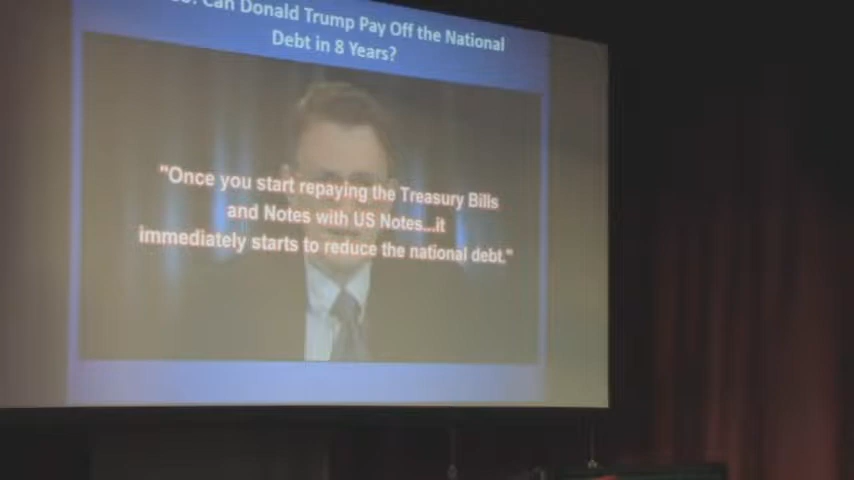 Can Donald Trump Pay Off the National
Debt in 8 Years?
"Once you start repaying the Treasury Bills
and Notes with US Notes...it
immediately starts to reduce the national debt."